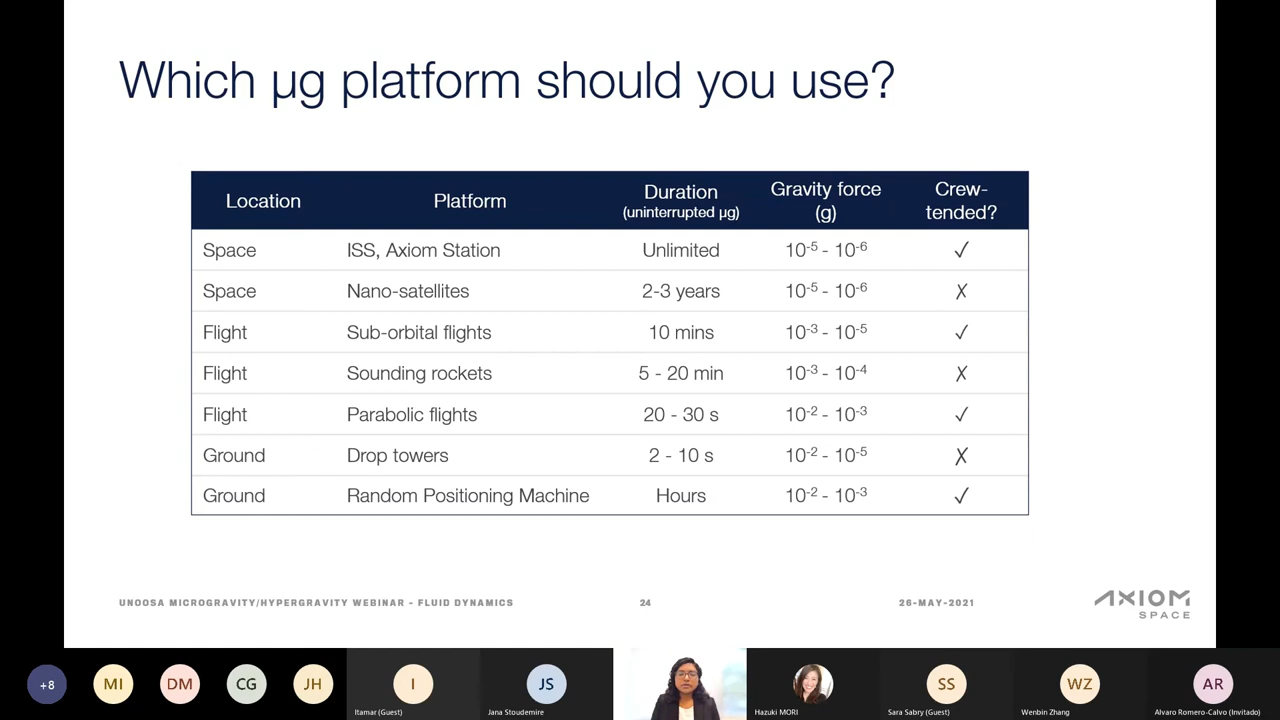 Which µg platform should you use?
Location Platform Duration (uninterrupted µg) Gravity force (g) Crew-tended?
Space ISS, Axiom Station Unlimited 10-5 - 10-6 ✓
Space Nano-satellites 2-3 years 10-5 - 10-6 ✗
Flight Sub-orbital flights 10 mins 10-3 - 10-5 ✓
Flight Sounding rockets 5 - 20 min 10-3 - 10-4 ✗
Flight Parabolic flights 20 - 30 s 10-2 - 10-3 ✓
Ground Drop towers 2 - 10 s 10-2 - 10-5 ✗
Ground Random Positioning Machine Hours 10-2 - 10-3 ✓
UNOOSA MICROGRAVITY/HYPERGRAVITY WEBINAR - FLUID DYNAMICS 24 26-MAY-2021 AXIOM
SPACE
+8 MI DM CG JH I JS SS WZ AR
Itamar (Guest) Jana Stoudemire Hazuki MORI Sara Sabry (Guest) Wenbin Zhang Alvaro Romero-Calvo (Invitado)